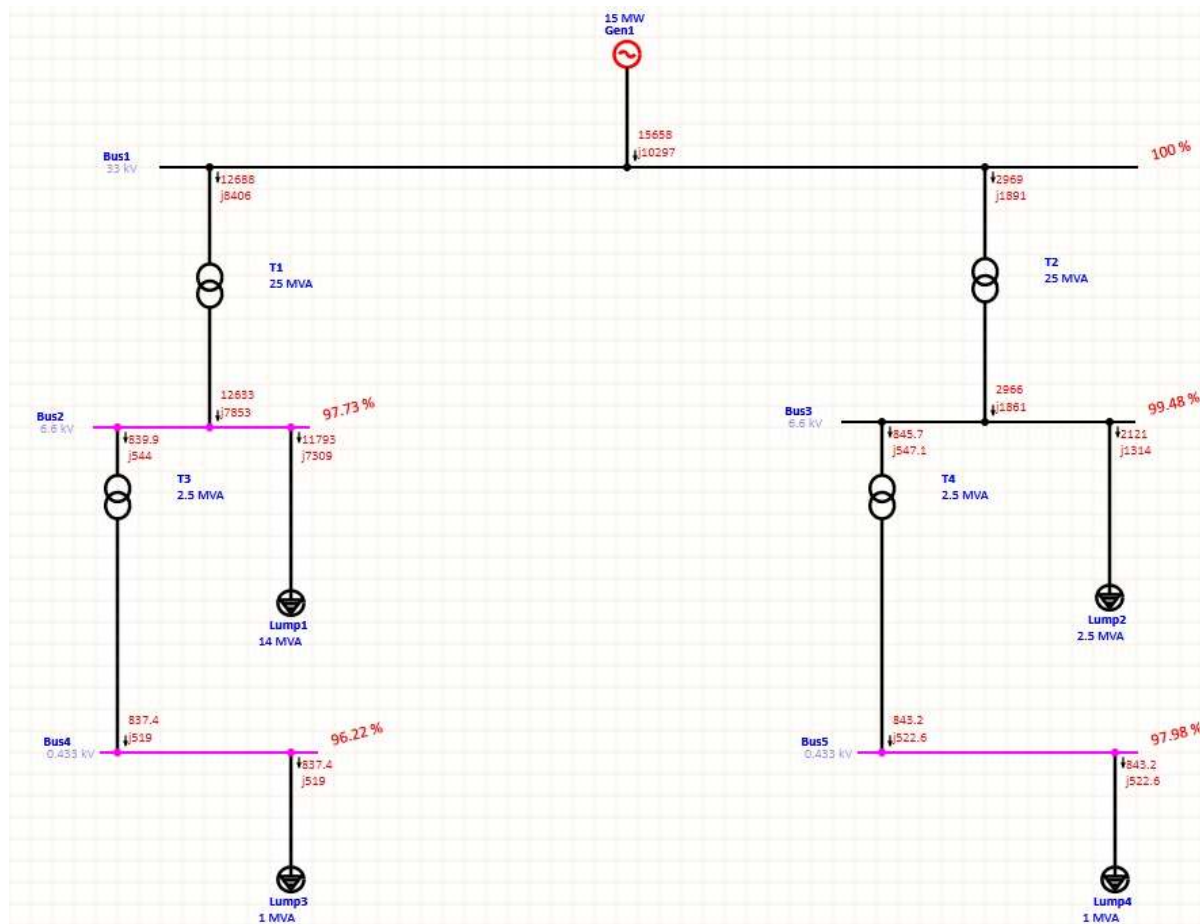 15 MW
Gen1
15658
j10297
Bus1
33 kV
100 %
12688
j8406
2969
j1891
T1
25 MVA
T2
25 MVA
12633
j7853
97.73 %
Bus2
6.6 kV
839.9
j544
11793
j7309
2966
j1861
99.48 %
Bus3
6.6 kV
845.7
j547.1
2121
j1314
T3
2.5 MVA
T4
2.5 MVA
Lump1
14 MVA
Lump2
2.5 MVA
837.4
j519
96.22 %
Bus4
0.433 kV
837.4
j519
843.2
j522.6
97.98 %
Bus5
0.433 kV
843.2
j522.6
Lump3
1 MVA
Lump4
1 MVA